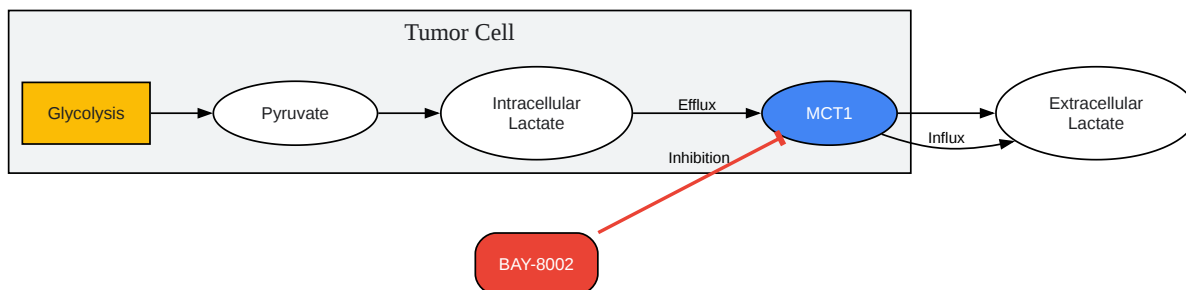 Tumor Cell
Glycolysis
Pyruvate
Intracellular
Lactate
Efflux
MCT1
Extracellular
Lactate
Influx
Inhibition
BAY-8002